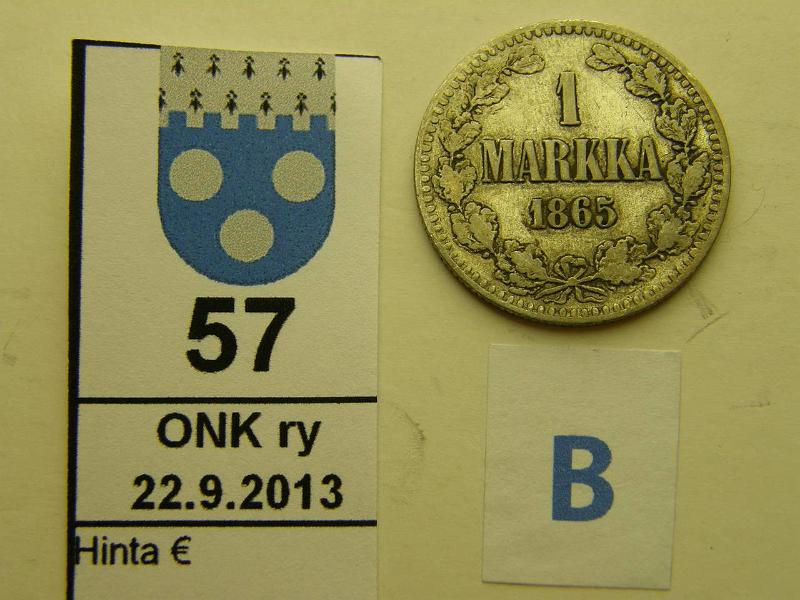 57
ONK ry
22.9.2013
Hinta €
1
MARKKA
1865
B